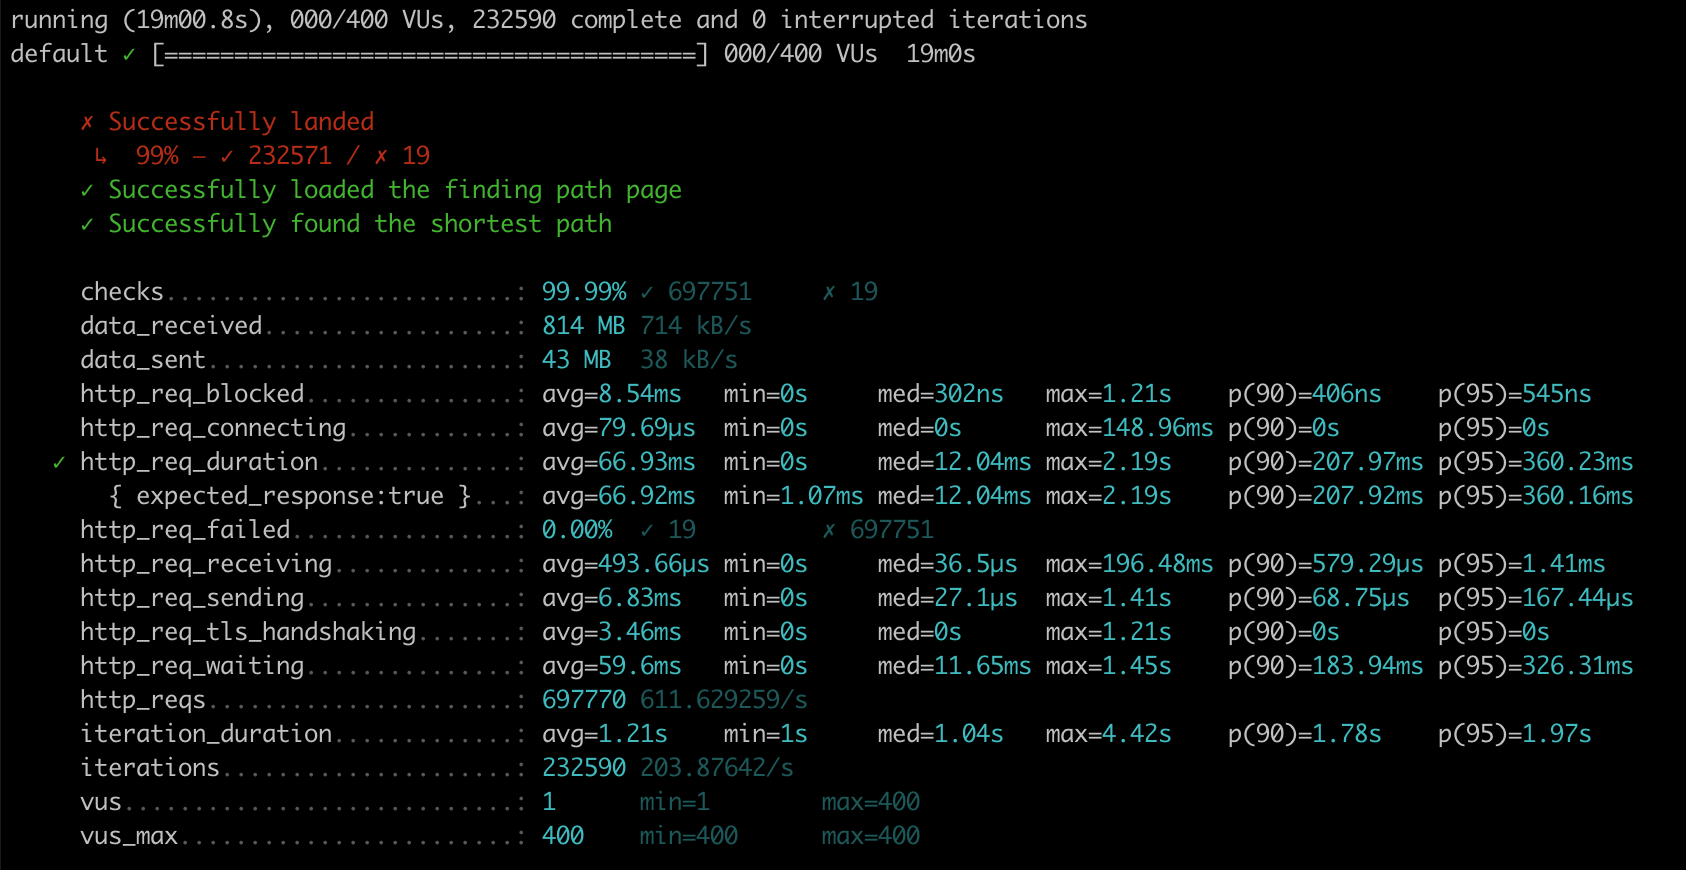 running (19m00.8s), 000/400 VUs, 232590 complete and 0 interrupted iterations
default ✓ [======================================] 000/400 VUs  19m0s
✗ Successfully landed
↳  99% — ✓ 232571 / ✗ 19
✓ Successfully loaded the finding path page
✓ Successfully found the shortest path
checks.........................: 99.99% ✓ 697751     ✗ 19
data_received..................: 814 MB 714 kB/s
data_sent......................: 43 MB  38 kB/s
http_req_blocked...............: avg=8.54ms   min=0s     med=302ns   max=1.21s    p(90)=406ns    p(95)=545ns
http_req_connecting............: avg=79.69µs  min=0s     med=0s      max=148.96ms p(90)=0s       p(95)=0s
✓ http_req_duration..............: avg=66.93ms  min=0s     med=12.04ms max=2.19s    p(90)=207.97ms p(95)=360.23ms
{ expected_response:true }...: avg=66.92ms  min=1.07ms med=12.04ms max=2.19s    p(90)=207.92ms p(95)=360.16ms
http_req_failed................: 0.00%  ✓ 19         ✗ 697751
http_req_receiving.............: avg=493.66µs min=0s     med=36.5µs  max=196.48ms p(90)=579.29µs p(95)=1.41ms
http_req_sending...............: avg=6.83ms   min=0s     med=27.1µs  max=1.41s    p(90)=68.75µs  p(95)=167.44µs
http_req_tls_handshaking.......: avg=3.46ms   min=0s     med=0s      max=1.21s    p(90)=0s       p(95)=0s
http_req_waiting...............: avg=59.6ms   min=0s     med=11.65ms max=1.45s    p(90)=183.94ms p(95)=326.31ms
http_reqs......................: 697770 611.629259/s
iteration_duration.............: avg=1.21s    min=1s     med=1.04s   max=4.42s    p(90)=1.78s    p(95)=1.97s
iterations.....................: 232590 203.87642/s
vus............................: 1      min=1        max=400
vus_max........................: 400    min=400      max=400